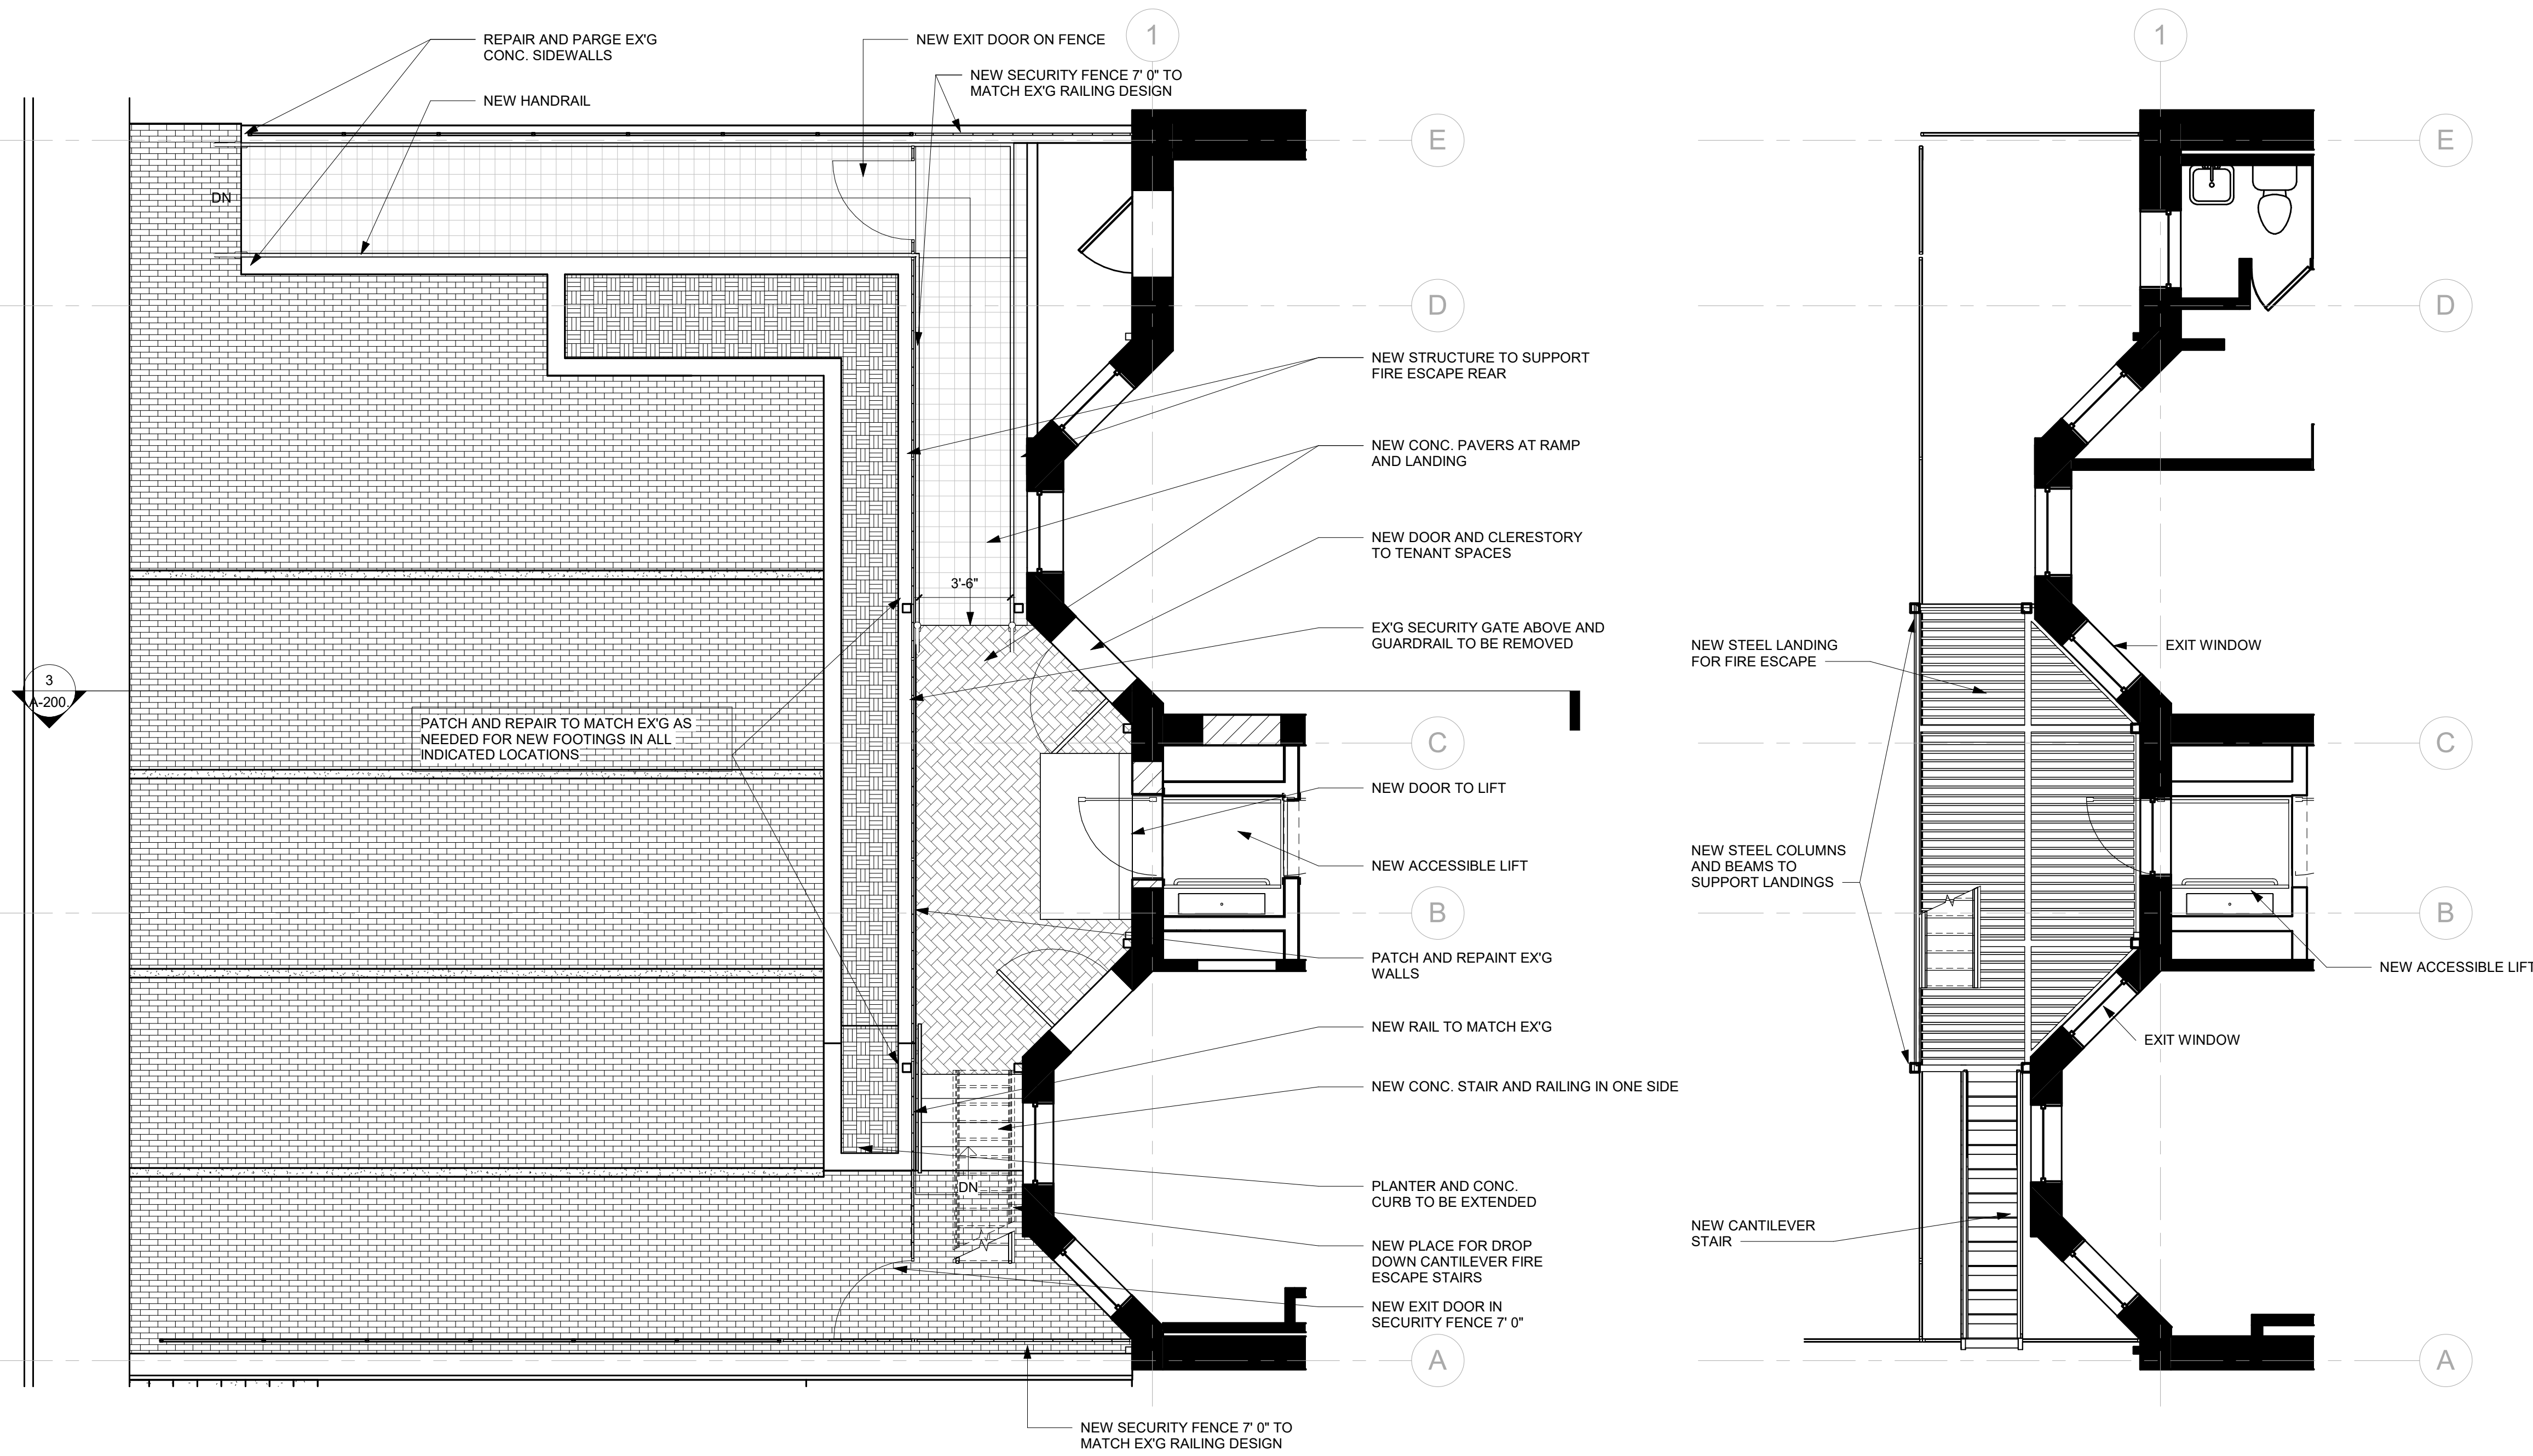 REPAIR AND PARGE EX'G
CONC. SIDEWALLS
NEW HANDRAIL
NEW EXIT DOOR ON FENCE
NEW SECURITY FENCE 7' 0" TO
MATCH EX'G RAILING DESIGN
1
E
DN
D
NEW STRUCTURE TO SUPPORT
FIRE ESCAPE REAR
NEW CONC. PAVERS AT RAMP
AND LANDING
NEW DOOR AND CLERESTORY
TO TENANT SPACES
3'-6"
EX'G SECURITY GATE ABOVE AND
GUARDRAIL TO BE REMOVED
3
A-200.
PATCH AND REPAIR TO MATCH EX'G AS
NEEDED FOR NEW FOOTINGS IN ALL
INDICATED LOCATIONS
C
NEW DOOR TO LIFT
NEW ACCESSIBLE LIFT
B
PATCH AND REPAINT EX'G
WALLS
NEW RAIL TO MATCH EX'G
NEW CONC. STAIR AND RAILING IN ONE SIDE
DN
PLANTER AND CONC.
CURB TO BE EXTENDED
NEW PLACE FOR DROP
DOWN CANTILEVER FIRE
ESCAPE STAIRS
NEW EXIT DOOR IN
SECURITY FENCE 7' 0"
A
NEW SECURITY FENCE 7' 0" TO
MATCH EX'G RAILING DESIGN
1
E
D
NEW STEEL LANDING
FOR FIRE ESCAPE
EXIT WINDOW
C
NEW STEEL COLUMNS
AND BEAMS TO
SUPPORT LANDINGS
B
NEW ACCESSIBLE LIFT
EXIT WINDOW
NEW CANTILEVER
STAIR
A